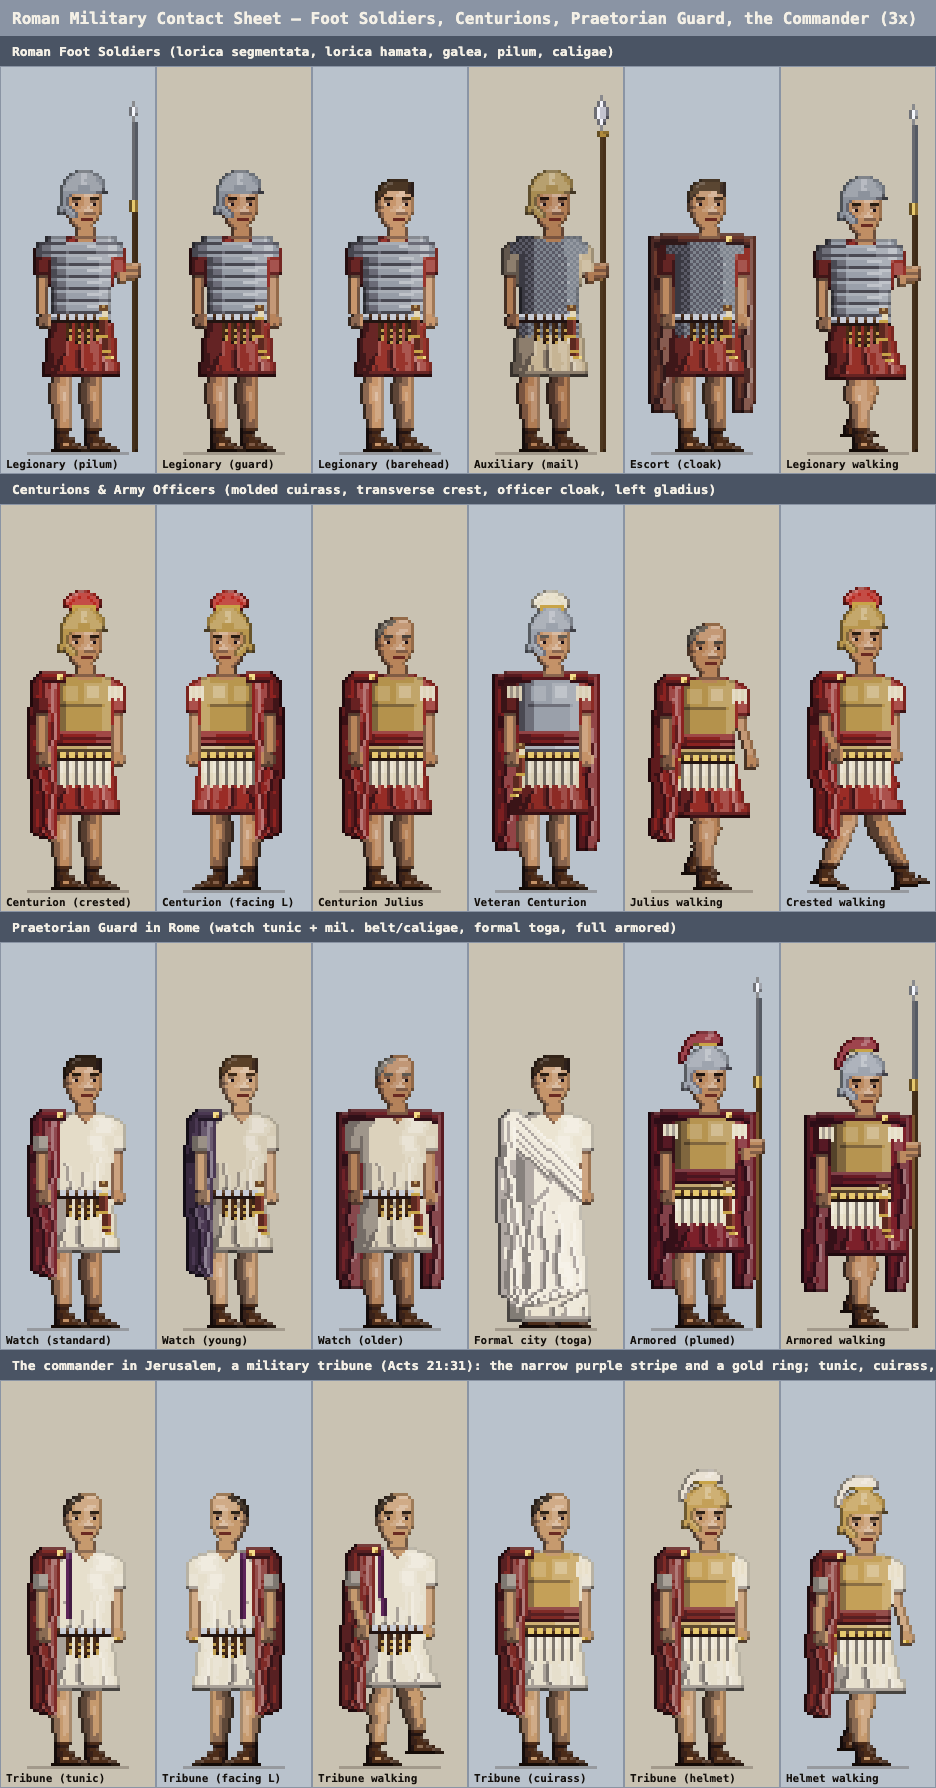 Roman Military Contact Sheet — Foot Soldiers, Centurions, Praetorian Guard, the Commander (3x)
Roman Foot Soldiers (lorica segmentata, lorica hamata, galea, pilum, caligae)
Legionary (pilum)
Legionary (guard)
Legionary (barehead)
Auxiliary (mail)
Escort (cloak)
Legionary walking
Centurions & Army Officers (molded cuirass, transverse crest, officer cloak, left gladius)
Centurion (crested)
Centurion (facing L)
Centurion Julius
Veteran Centurion
Julius walking
Crested walking
Praetorian Guard in Rome (watch tunic + mil. belt/caligae, formal toga, full armored)
Watch (standard)
Watch (young)
Watch (older)
Formal city (toga)
Armored (plumed)
Armored walking
The commander in Jerusalem, a military tribune (Acts 21:31): the narrow purple stripe and a gold ring; tunic, cuirass,
Tribune (tunic)
Tribune (facing L)
Tribune walking
Tribune (cuirass)
Tribune (helmet)
Helmet walking